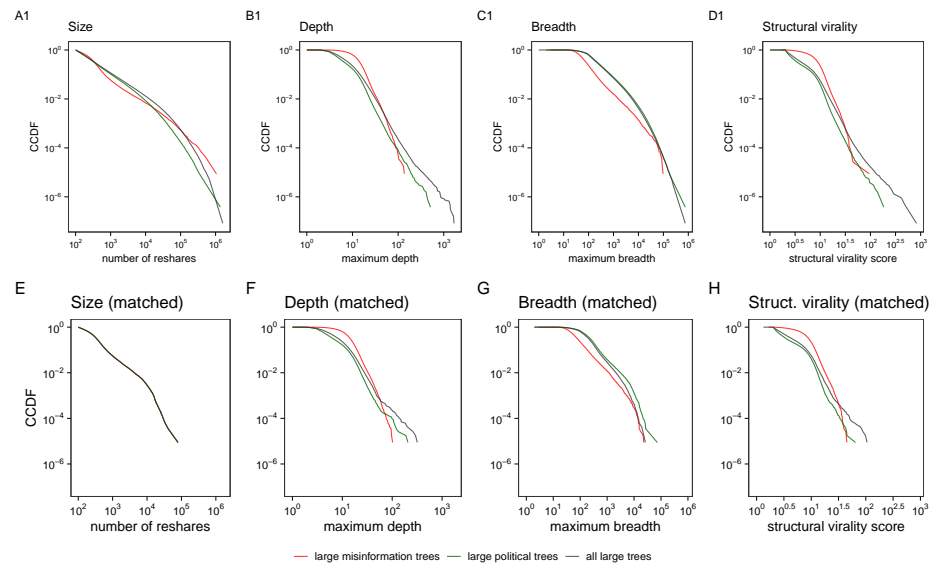 A1 B1 C1 D1
Size Depth Breadth Structural virality
10^0 10^0 10^0 10^0
10^−2 10^−2 10^−2 10^−2
CCDF CCDF CCDF CCDF
10^−4 10^−4 10^−4 10^−4
10^−6 10^−6 10^−6 10^−6
10^2 10^3 10^4 10^5 10^6 10^0 10^1 10^2 10^3 10^0 10^1 10^2 10^3 10^4 10^5 10^6 10^0 10^0.5 10^1 10^1.5 10^2 10^2.5 10^3
number of reshares maximum depth maximum breadth structural virality score
E F G H
Size (matched) Depth (matched) Breadth (matched) Struct. virality (matched)
10^0 10^0 10^0 10^0
10^−2 10^−2 10^−2 10^−2
CCDF
10^−4 10^−4 10^−4 10^−4
10^−6 10^−6 10^−6 10^−6
10^2 10^3 10^4 10^5 10^6 10^0 10^1 10^2 10^3 10^0 10^1 10^2 10^3 10^4 10^5 10^6 10^0 10^0.5 10^1 10^1.5 10^2 10^2.5 10^3
number of reshares maximum depth maximum breadth structural virality score
large misinformation trees large political trees all large trees